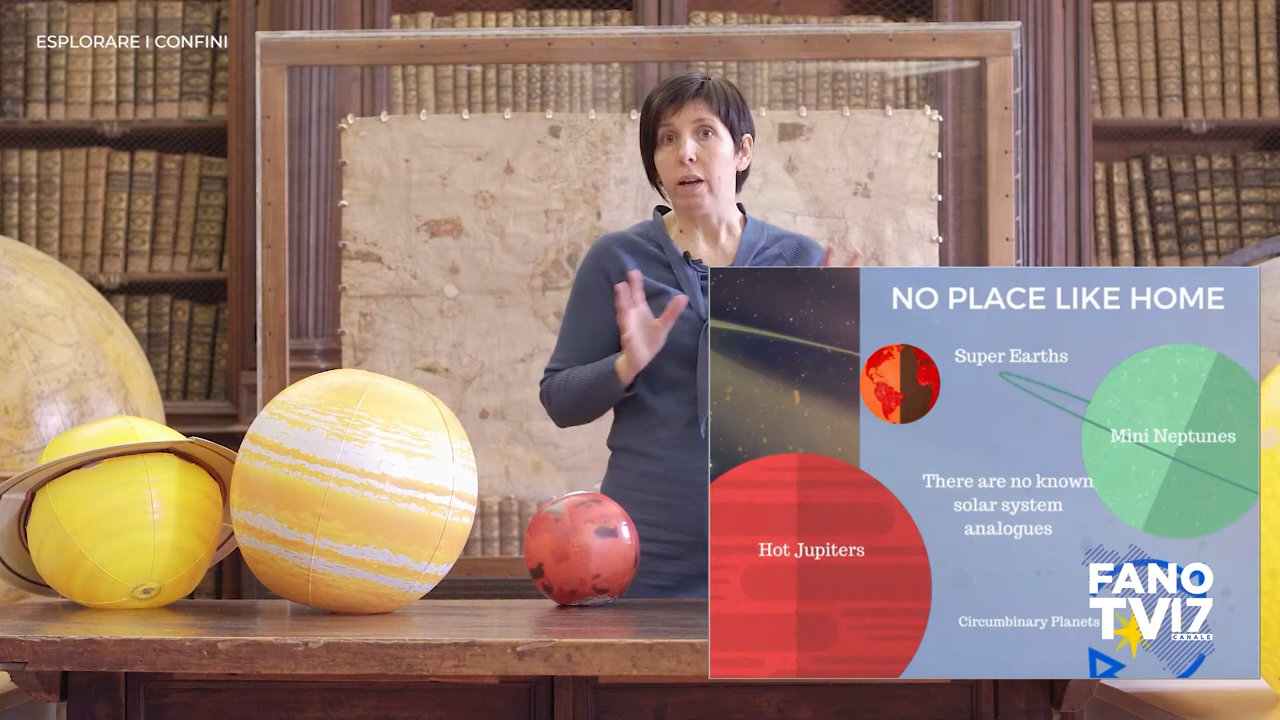 ESPLORARE I CONFINI
NO PLACE LIKE HOME
Super Earths
Mini Neptunes
There are no known
solar system
analogues
Hot Jupiters
Circumbinary Planets
FANO
TV17
CANALE